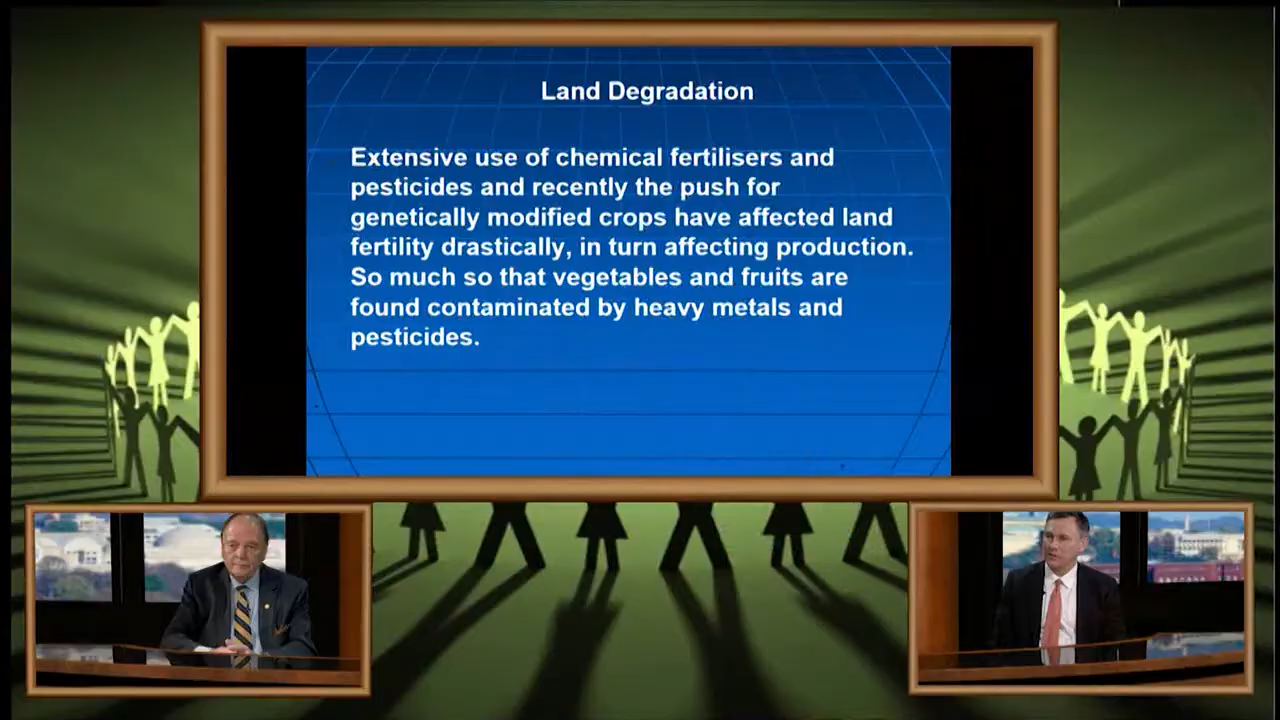 Land Degradation
Extensive use of chemical fertilisers and
pesticides and recently the push for
genetically modified crops have affected land
fertility drastically, in turn affecting production.
So much so that vegetables and fruits are
found contaminated by heavy metals and
pesticides.